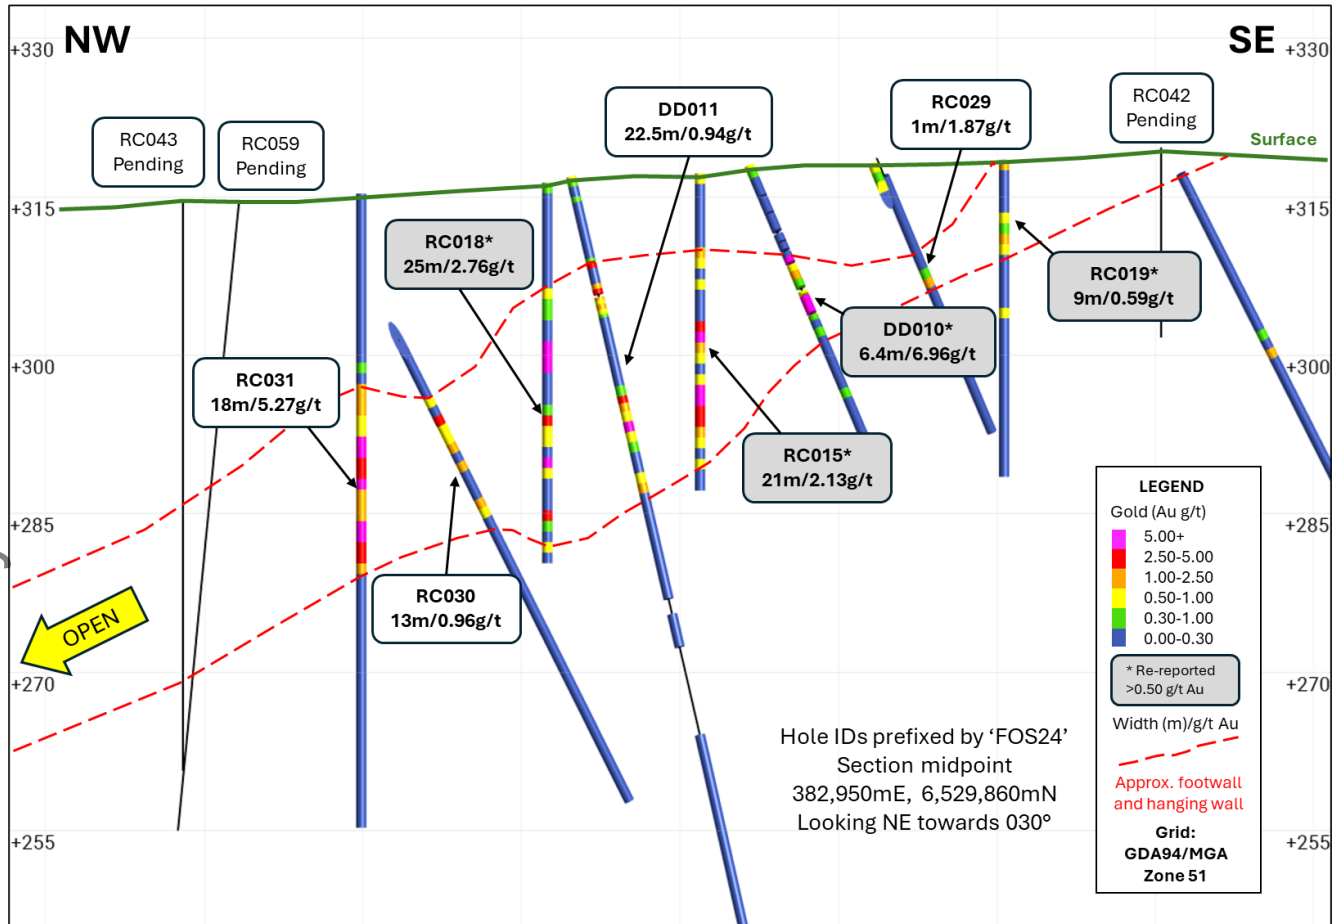 NW
SE
+330
+330
RC043
Pending
RC059
Pending
DD011
22.5m/0.94g/t
RC029
1m/1.87g/t
RC042
Pending
Surface
+315
+315
RC018*
25m/2.76g/t
RC019*
9m/0.59g/t
DD010*
6.4m/6.96g/t
+300
+300
RC031
18m/5.27g/t
RC015*
21m/2.13g/t
+285
+285
RC030
13m/0.96g/t
OPEN
+270
+270
LEGEND
Gold (Au g/t)
5.00+
2.50-5.00
1.00-2.50
0.50-1.00
0.30-1.00
0.00-0.30
* Re-reported
>0.50 g/t Au
Width (m)/g/t Au
Approx. footwall
and hanging wall
Grid:
GDA94/MGA
Zone 51
Hole IDs prefixed by ‘FOS24’
Section midpoint
382,950mE, 6,529,860mN
Looking NE towards 030°
+255
+255